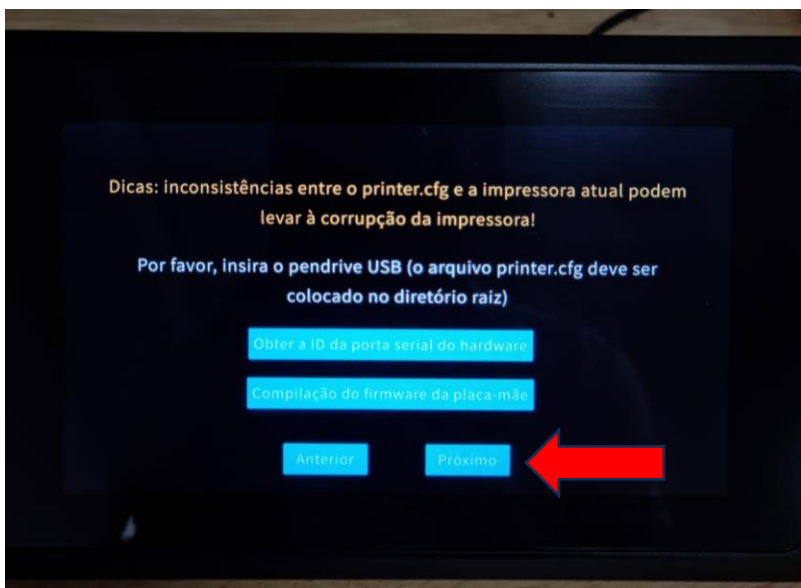 Dicas: inconsistências entre o printer.cfg e a impressora atual podem
levar à corrupção da impressora!
Por favor, insira o pendrive USB (o arquivo printer.cfg deve ser
colocado no diretório raiz)
Obter a ID da porta serial do hardware
Compilação do firmware da placa-mãe
Anterior
Próximo